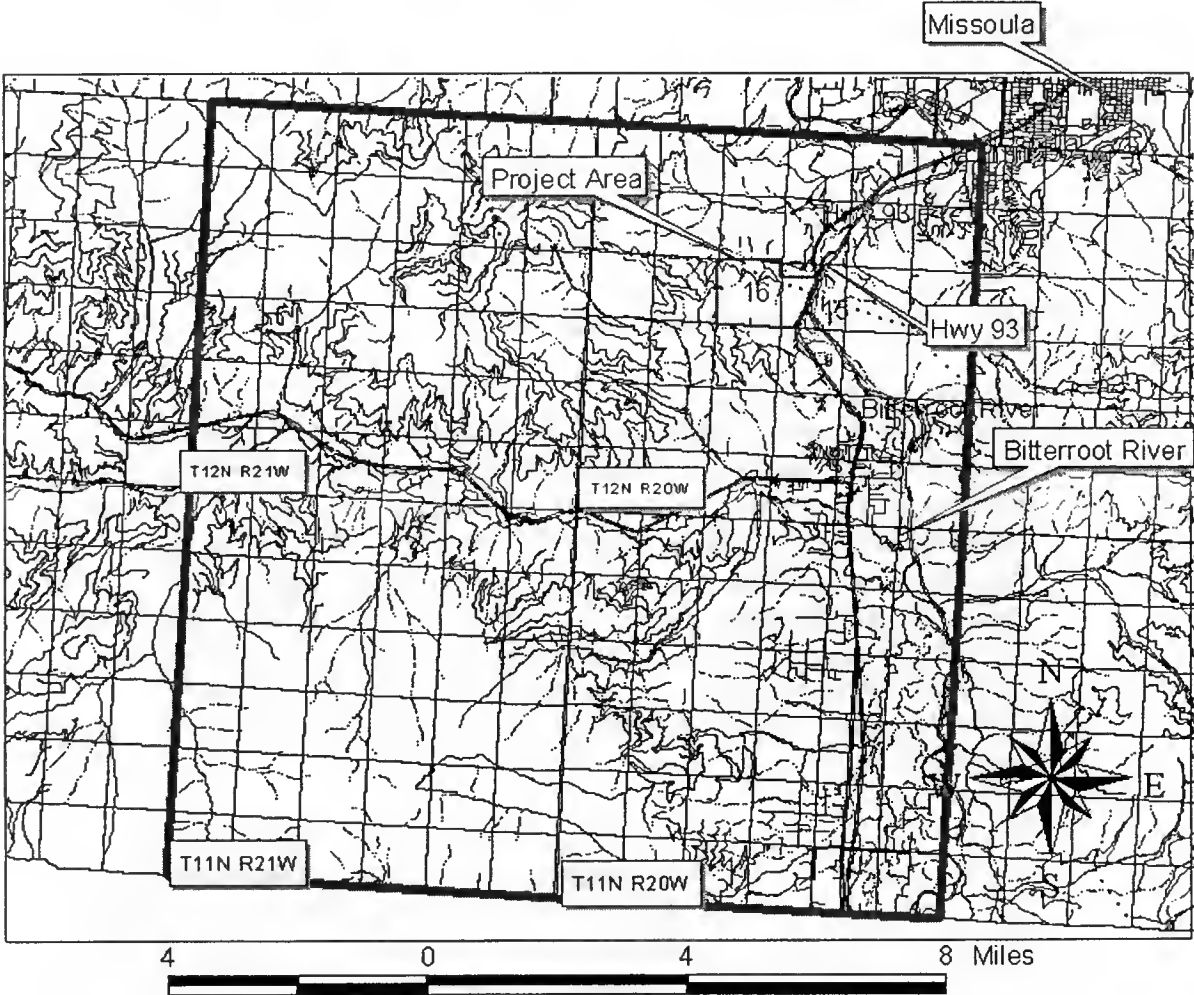 Missoula
Project Area
93
16
15
Hwy 93
Bitterroot River
Bitterroot River
T12N R21W
T12N R20W
N
W
E
S
T11N R21W
T11N R20W
4 0 4 8 Miles